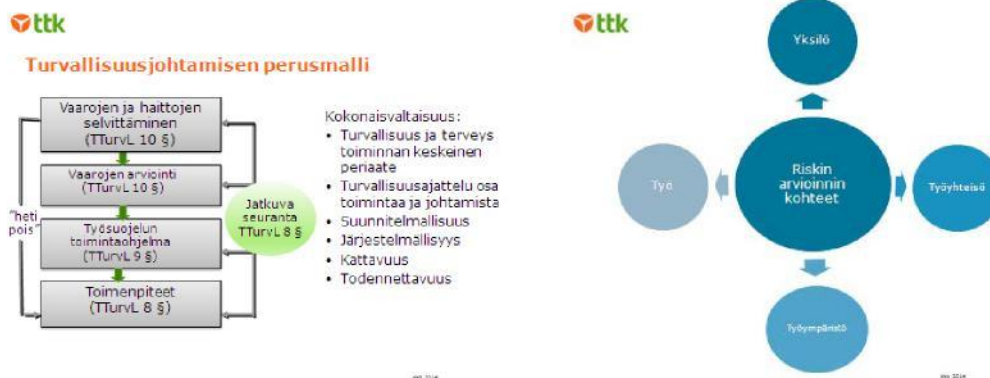 ttk
Turvallisuusjohtamisen perusmalli
Vaarojen ja haittojen
selvittäminen
(TTurvL 10 §)
Vaarojen arviointi
(TTurvL 10 §)
"heti
pois"
Työsuojelun
toimintaohjelma
(TTurvL 9 §)
Toimenpiteet
(TTurvL 8 §)
Jatkuva
seuranta
TTurvL 8 §
Kokonaisvaltaisuus:
• Turvallisuus ja terveys
toiminnan keskeinen
periaate
• Turvallisuusajattelu osa
toimintaa ja johtamista
• Suunnitelmallisuus
• Järjestelmällisyys
• Kattavuus
• Todennettavuus
ttk
Yksilö
Työ
Riskin
arvioinnin
kohteet
Työyhteisö
Työympäristö